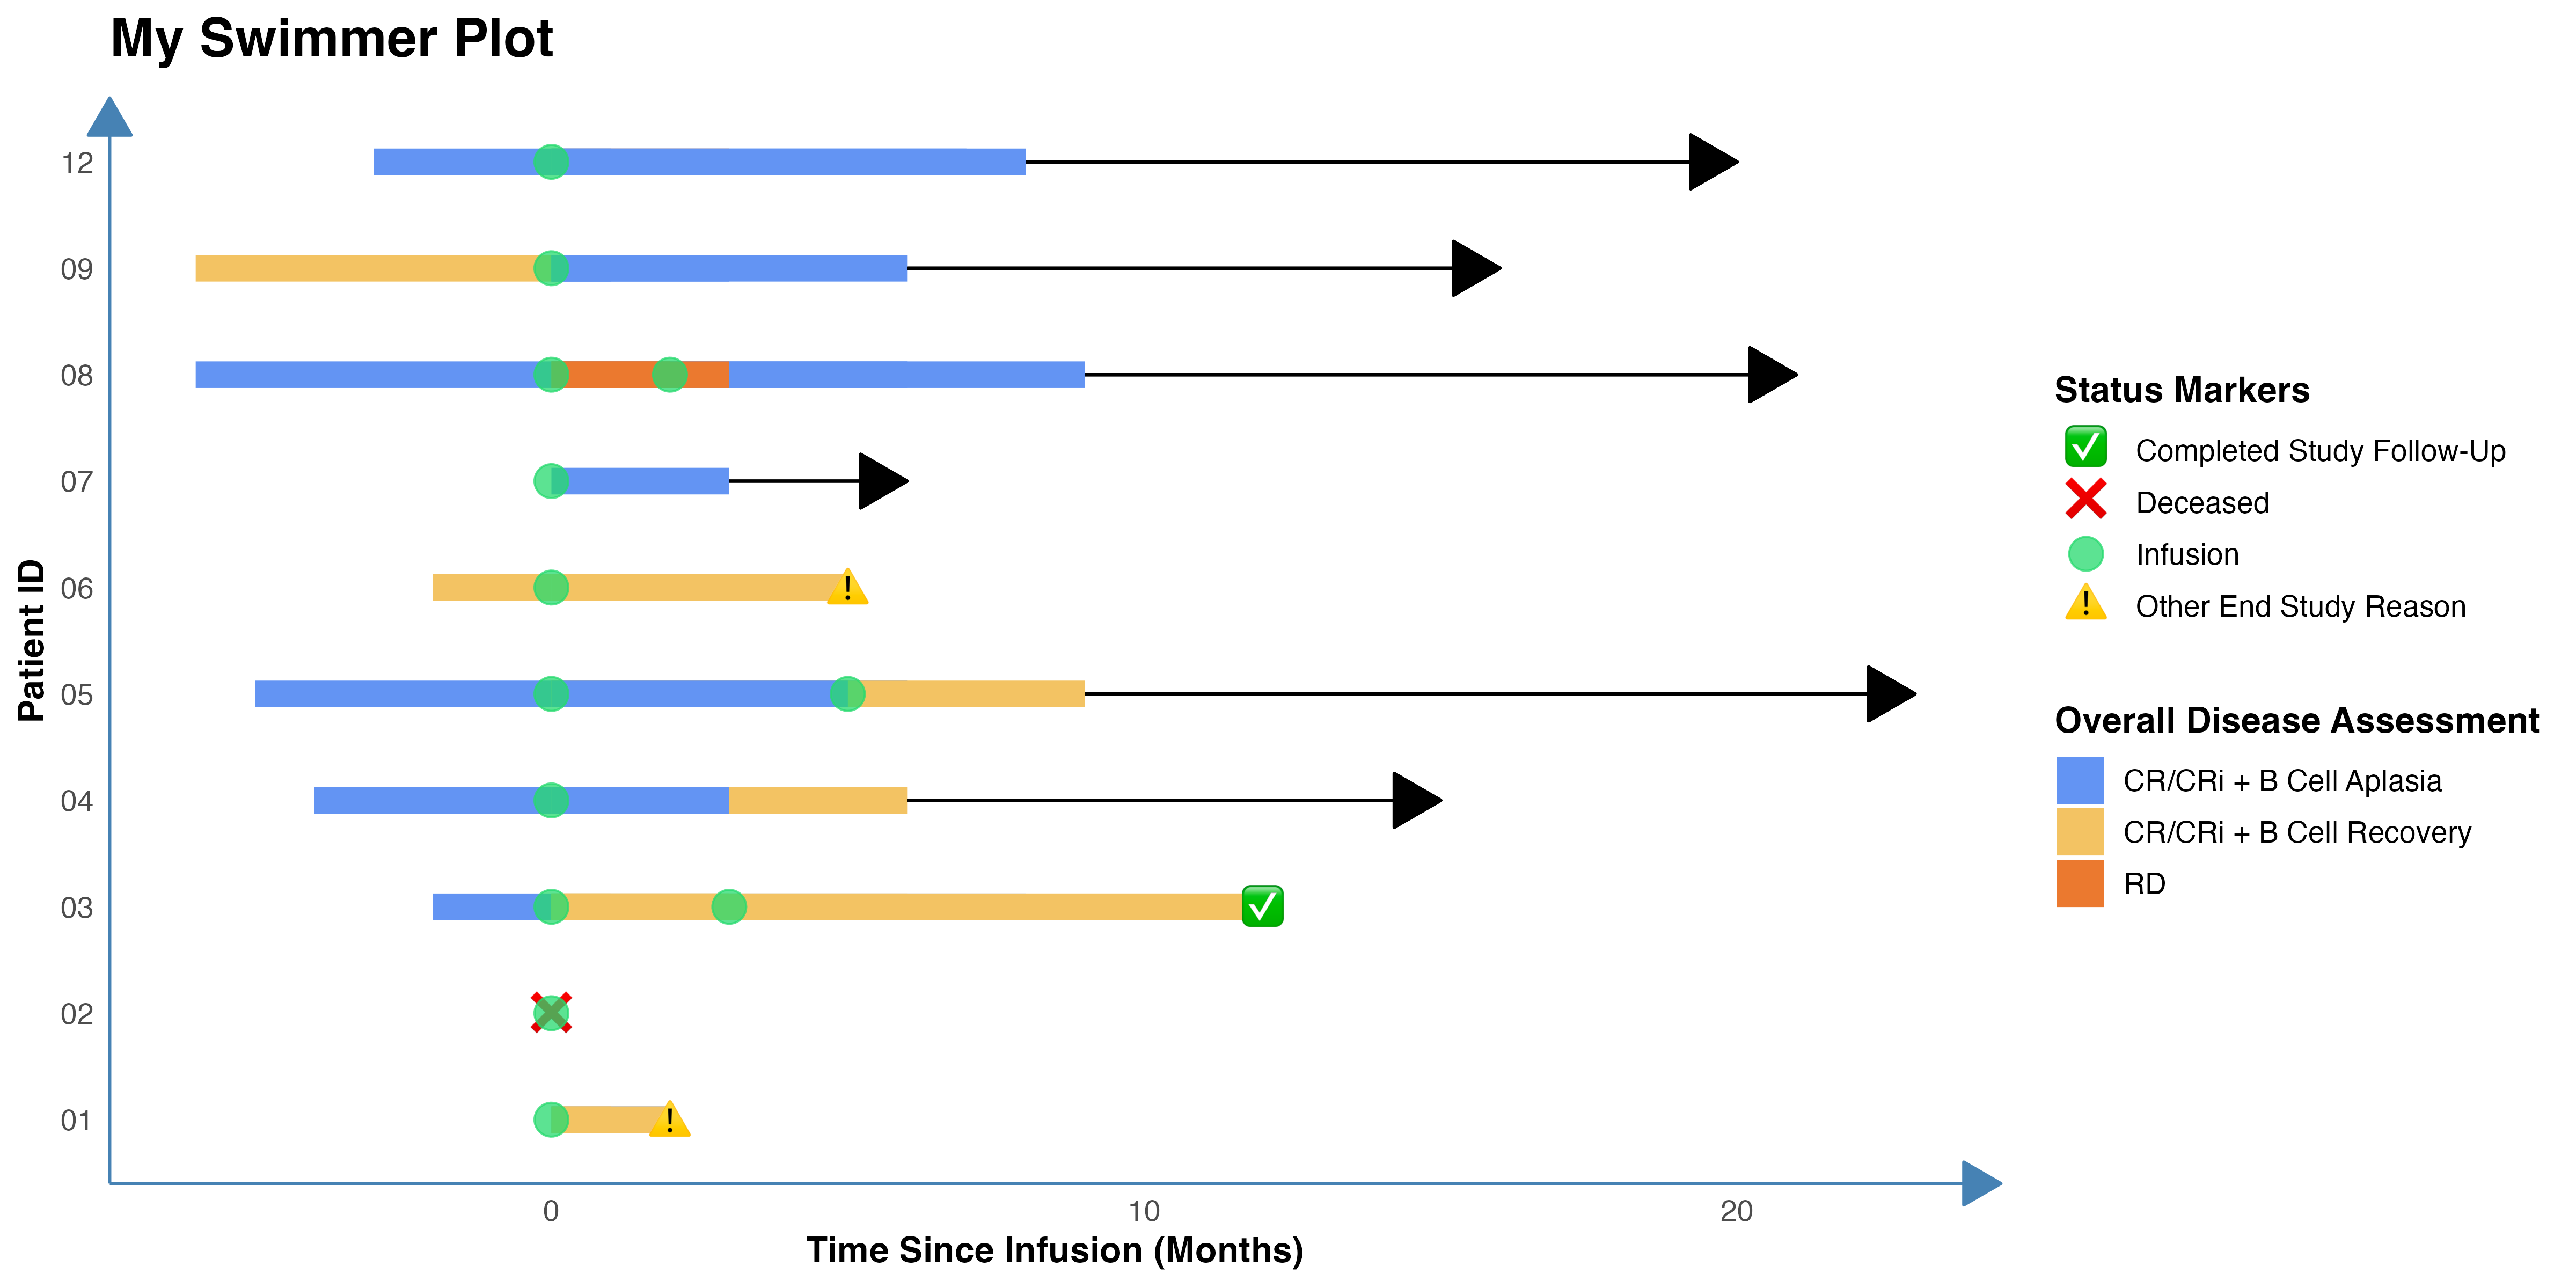 My Swimmer Plot
12
09
08
07
06
05
04
03
02
01
Patient ID
0 10 20
Time Since Infusion (Months)
Status Markers
Completed Study Follow-Up
Deceased
Infusion
Other End Study Reason
Overall Disease Assessment
CR/CRi + B Cell Aplasia
CR/CRi + B Cell Recovery
RD